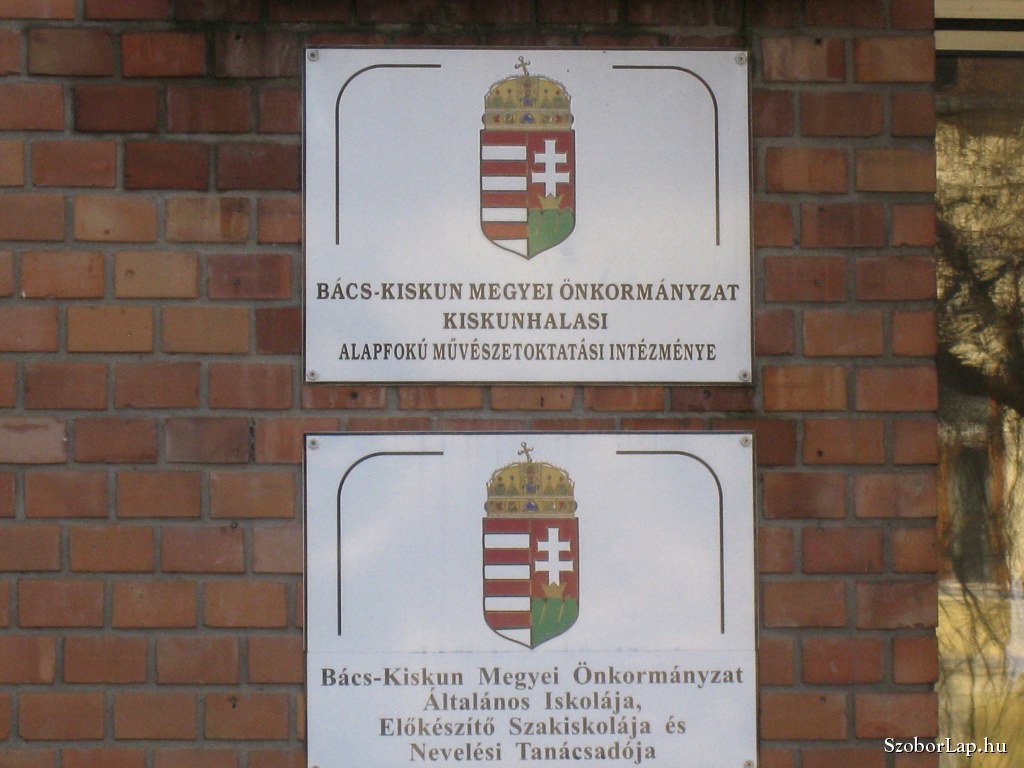 BÁCS-KISKUN MEGYEI ÖNKORMÁNYZAT
KISKUNHALASI
ALAPFOKÚ MŰVÉSZETOKTATÁSI INTÉZMÉNYE
Bács-Kiskun Megyei Önkormányzat
Általános Iskolája,
Előkészítő Szakiskolája és
Nevelési Tanácsadója
SzoborLap.hu